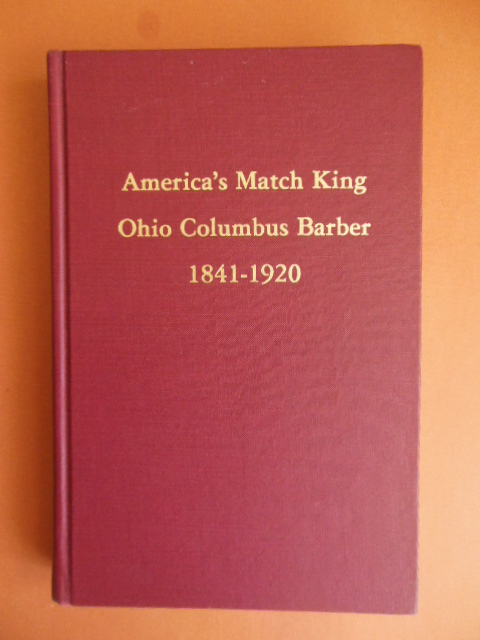 America's Match King
Ohio Columbus Barber
1841-1920